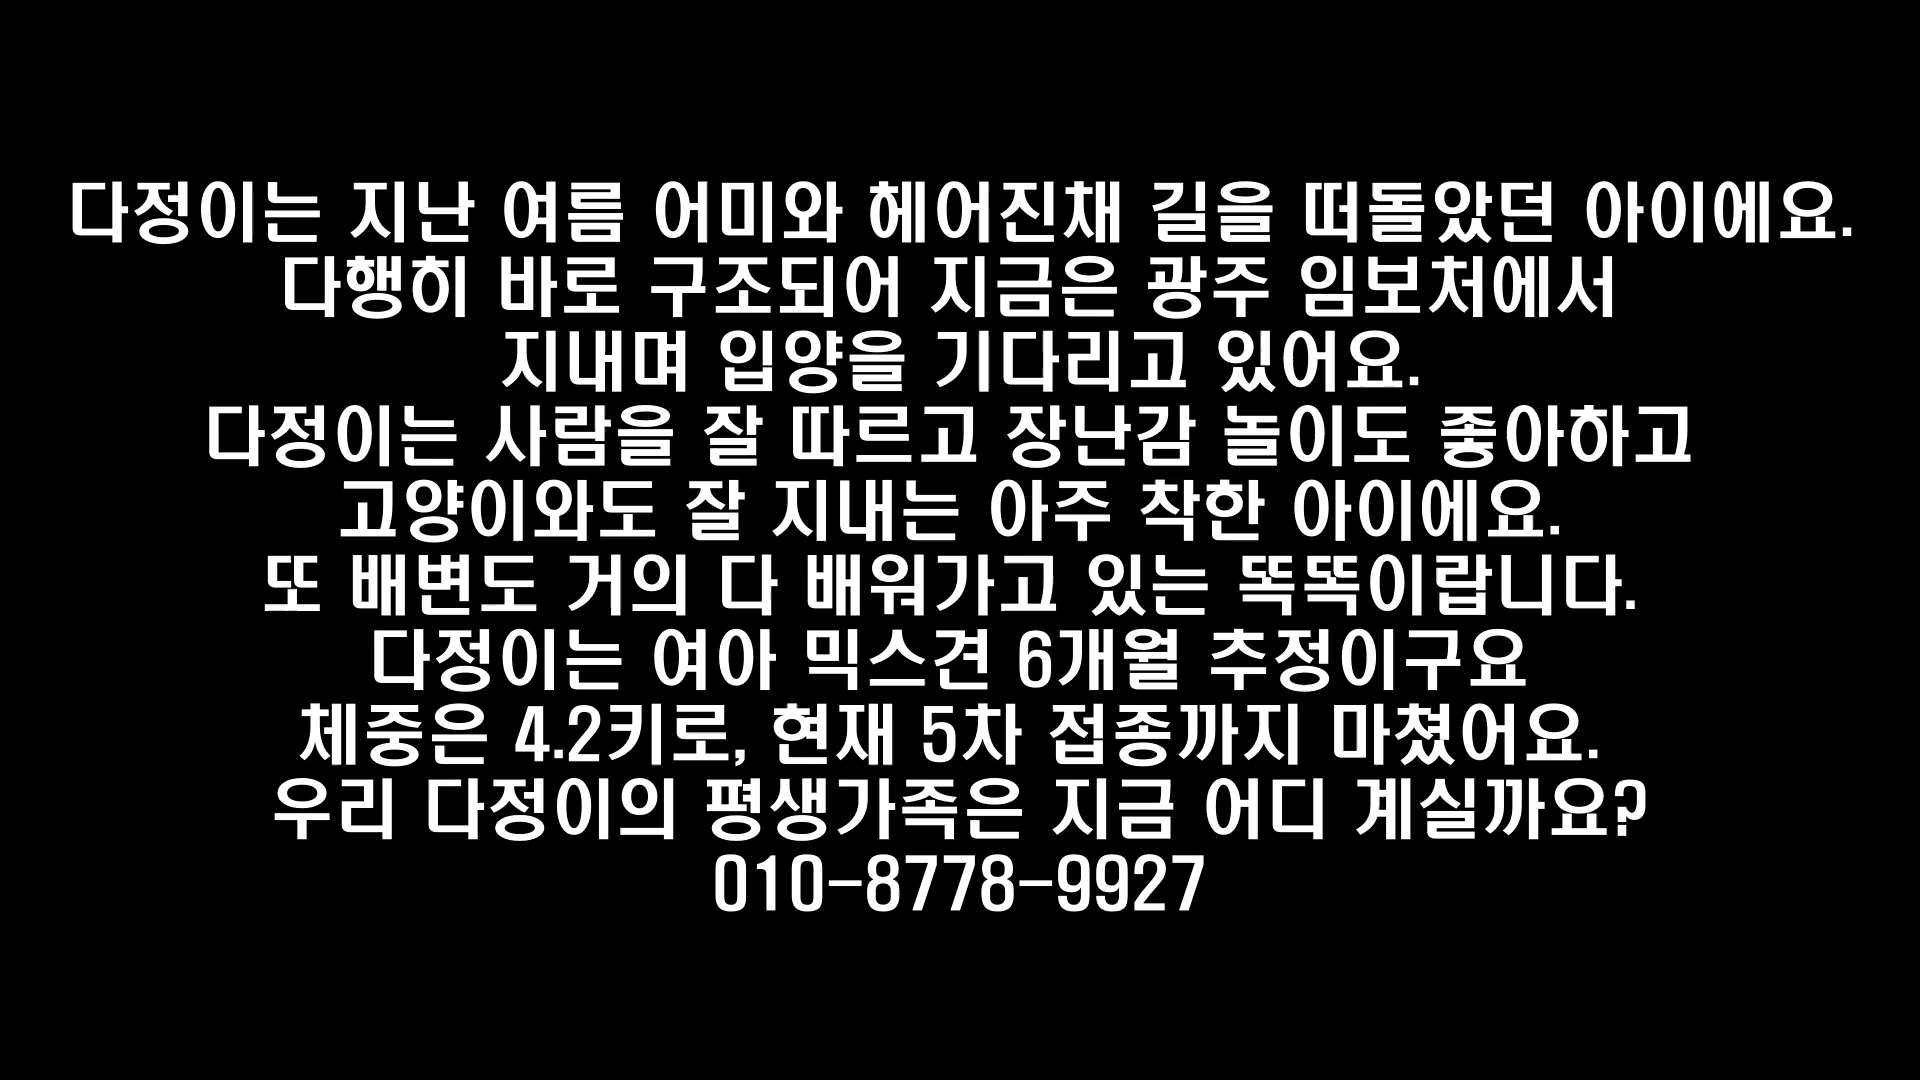 다정이는 지난 여름 어미와 헤어진채 길을 떠돌았던 아이에요.
다행히 바로 구조되어 지금은 광주 임보처에서
지내며 입양을 기다리고 있어요.
다정이는 사람을 잘 따르고 장난감 놀이도 좋아하고
고양이와도 잘 지내는 아주 착한 아이에요.
또 배변도 거의 다 배워가고 있는 똑똑이랍니다.
다정이는 여아 믹스견 6개월 추정이구요
체중은 4.2키로, 현재 5차 접종까지 마쳤어요.
우리 다정이의 평생가족은 지금 어디 계실까요?
010-8778-9927